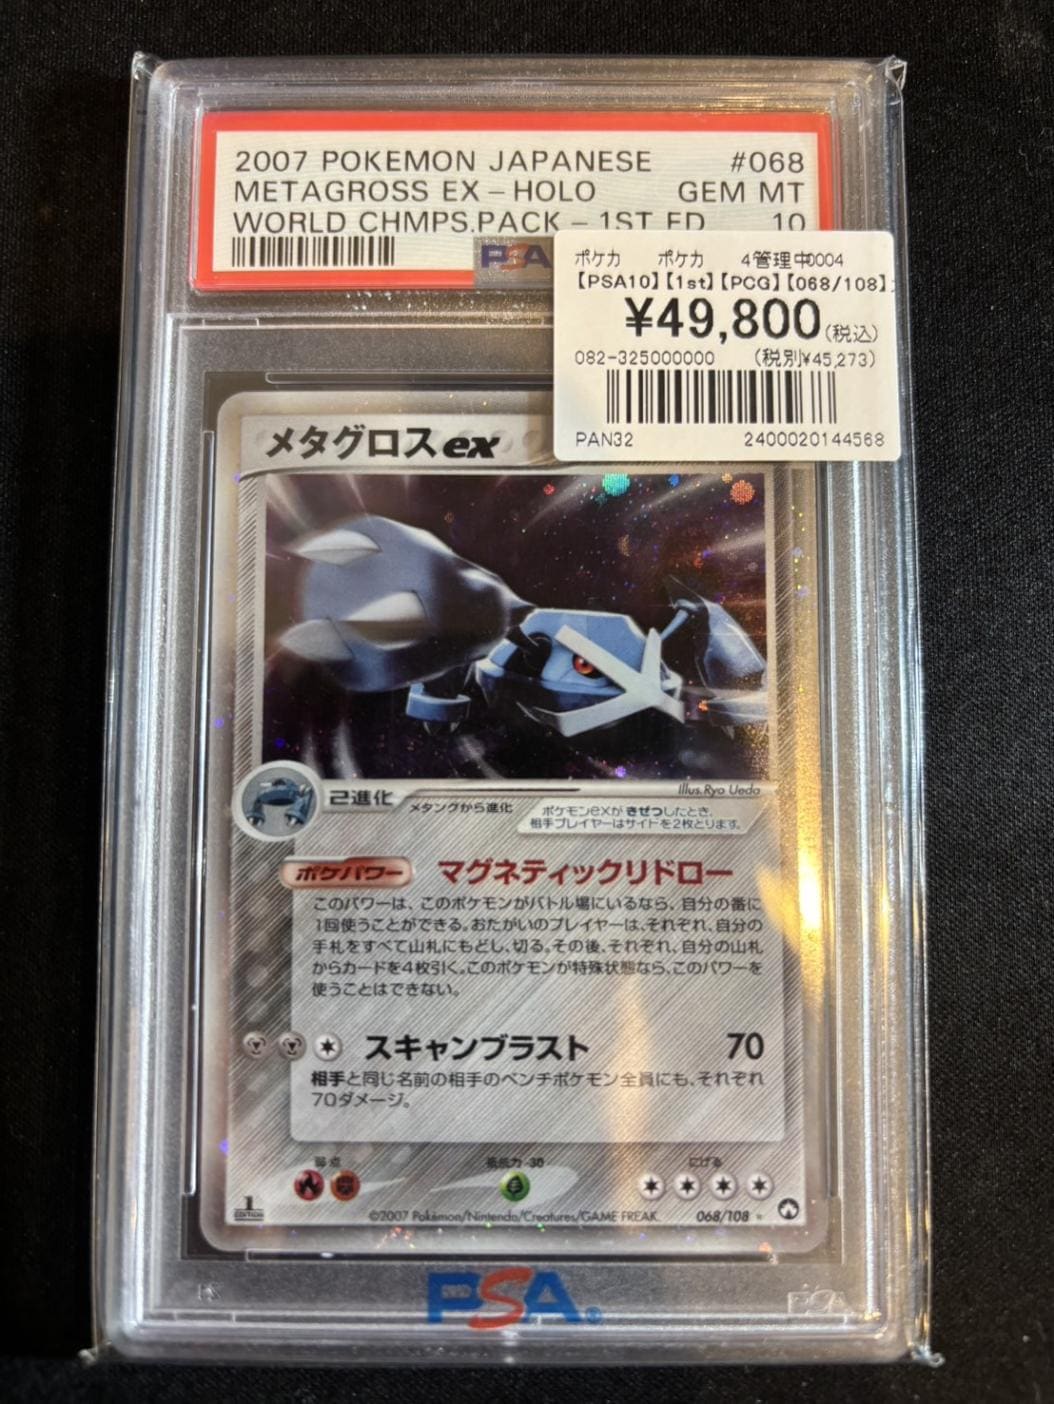 2007 POKEMON JAPANESE #068
METAGROSS EX - HOLO GEM MT
WORLD CHMPS.PACK - 1ST ED 10
PSA
ポケカ ポケカ 4管理中0004
【PSA10】【1st】【PCG】【068/108】
¥49,800(税込)
082-325000000 (税別¥45,273)
PAN32 2400020144568
メタグロスex
Illus.Ryo Ueda
2進化
メタングから進化
ポケモンexが きぜつしたとき、
相手プレイヤーはサイドを2枚とります。
ポケパワー マグネティックリドロー
このパワーは、このポケモンがバトル場にいるなら、自分の番に
1回使うことができる。おたがいのプレイヤーは、それぞれ、自分の
手札をすべて山札にもどし、切る。その後、それぞれ、自分の山札
からカードを4枚引く。このポケモンが特殊状態なら、このパワーを
使うことはできない。
スキャンブラスト 70
相手と同じ名前の相手のベンチポケモン全員にも、それぞれ
70ダメージ。
弱点 抵抗力 -30 にげる
1
EDITION
©2007 Pokémon/Nintendo/Creatures/GAME FREAK. 068/108
PSA®
PSA